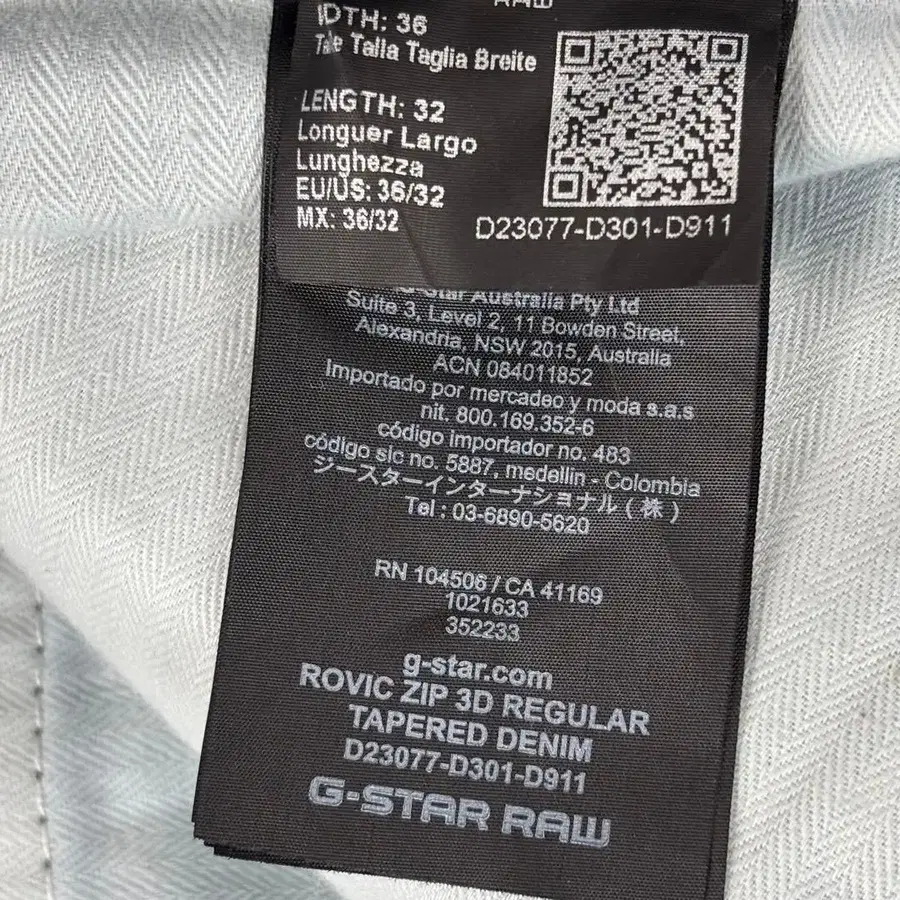 RAW
IDTH: 36
Talla Taglia Breite
LENGTH: 32
Longuer Largo
Lunghezza
EU/US: 36/32
MX: 36/32
D23077-D301-D911
G-Star Australia Pty Ltd
Suite 3, Level 2, 11 Bowden Street,
Alexandria, NSW 2015, Australia
ACN 084011852
Importado por mercadeo y moda s.a.s
nit. 800.169.352-6
código importador no. 483
código sic no. 5887, medellin - Colombia
ジースターインターナショナル(株)
Tel : 03-6890-5620
RN 104506 / CA 41169
1021633
352233
g-star.com
ROVIC ZIP 3D REGULAR
TAPERED DENIM
D23077-D301-D911
G-STAR RAW